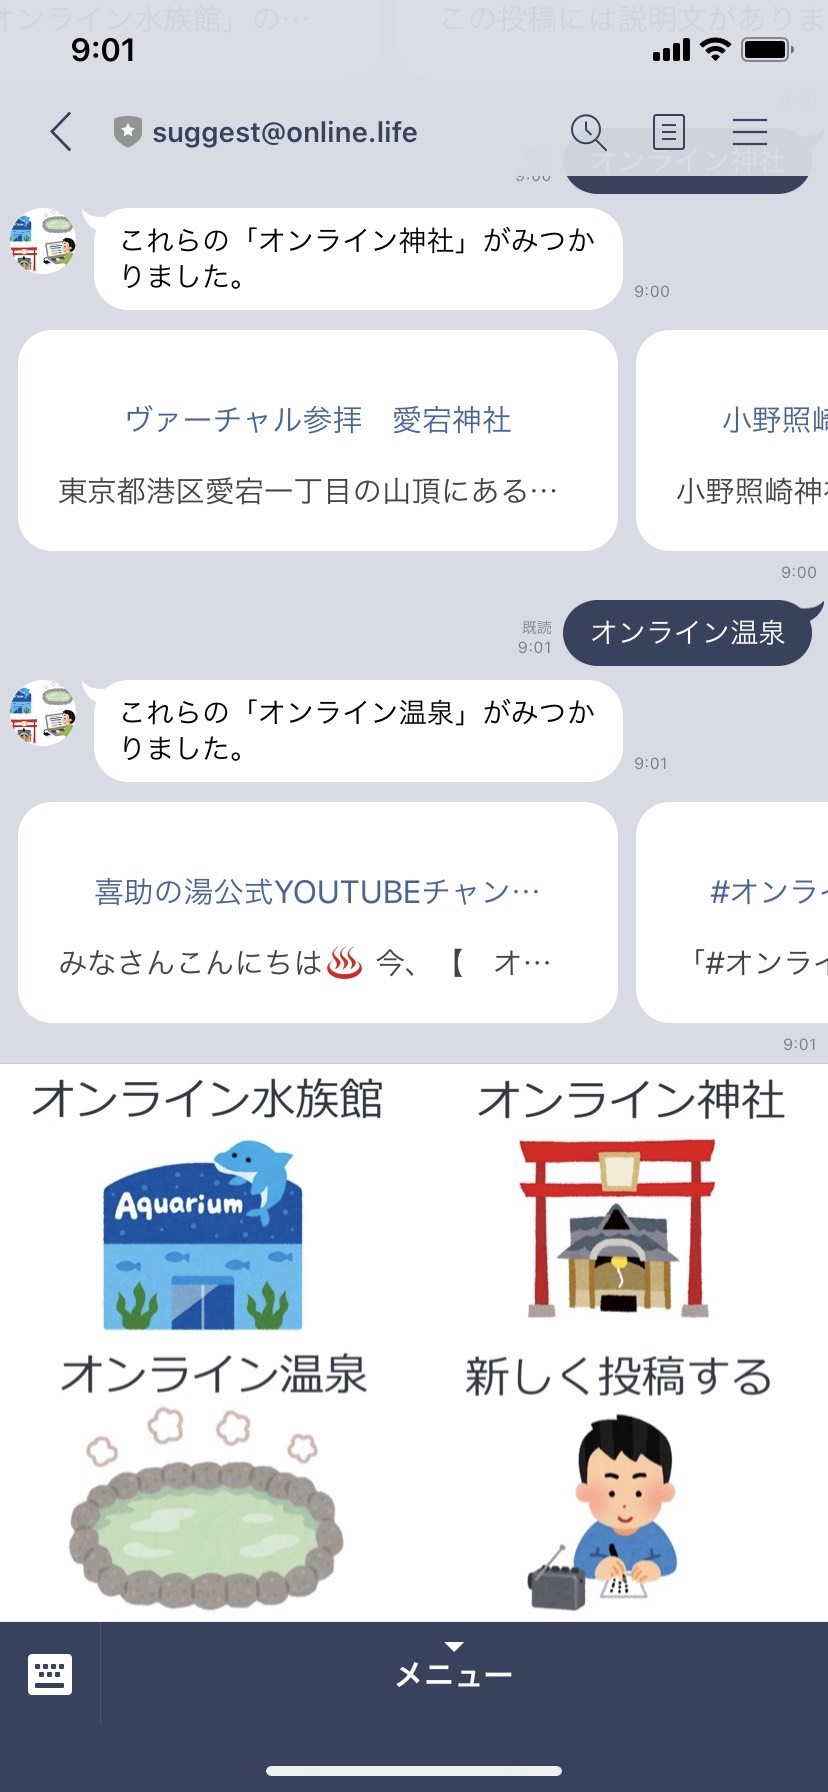 オンライン水族館」の…
この投稿には説明文がありま
9:01
suggest@online.life
オンライン神社
9:00
これらの「オンライン神社」がみつか
りました。
9:00
ヴァーチャル参拝　愛宕神社
小野照崎
東京都港区愛宕一丁目の山頂にある…
小野照崎神社
9:00
既読
9:01
オンライン温泉
これらの「オンライン温泉」がみつか
りました。
9:01
喜助の湯公式YOUTUBEチャン…
#オンライ
みなさんこんにちは♨️ 今、【　オ…
「#オンライ
9:01
オンライン水族館
オンライン神社
Aquarium
オンライン温泉
新しく投稿する
メニュー